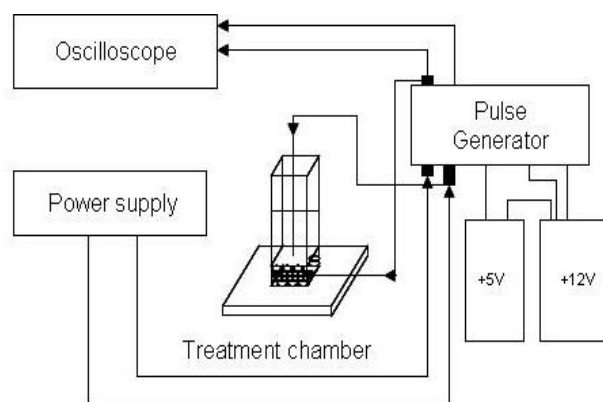 Oscilloscope
Pulse
Generator
Power supply
+5V
+12V
Treatment chamber